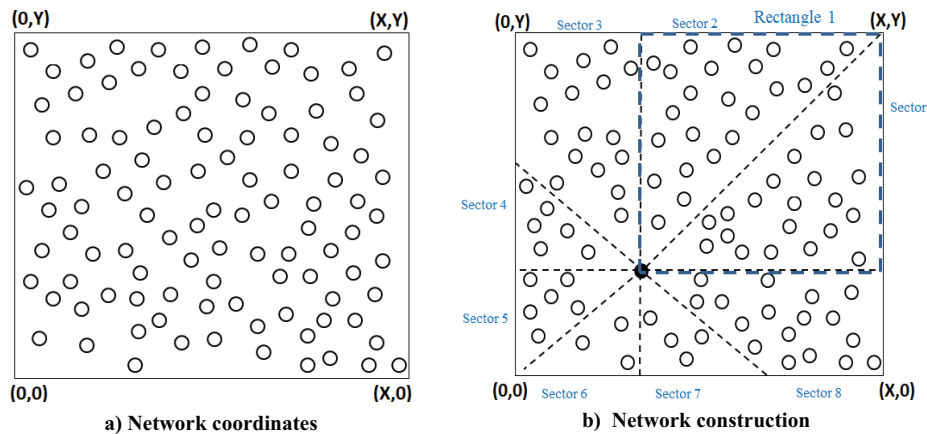 (0,Y)
(X,Y)
(0,0)
(X,0)
a) Network coordinates
Rectangle 1
(0,Y)
Sector 3
Sector 2
(X,Y)
Sector
Sector 4
Sector 5
(0,0)
Sector 6
Sector 7
Sector 8
(X,0)
b) Network construction